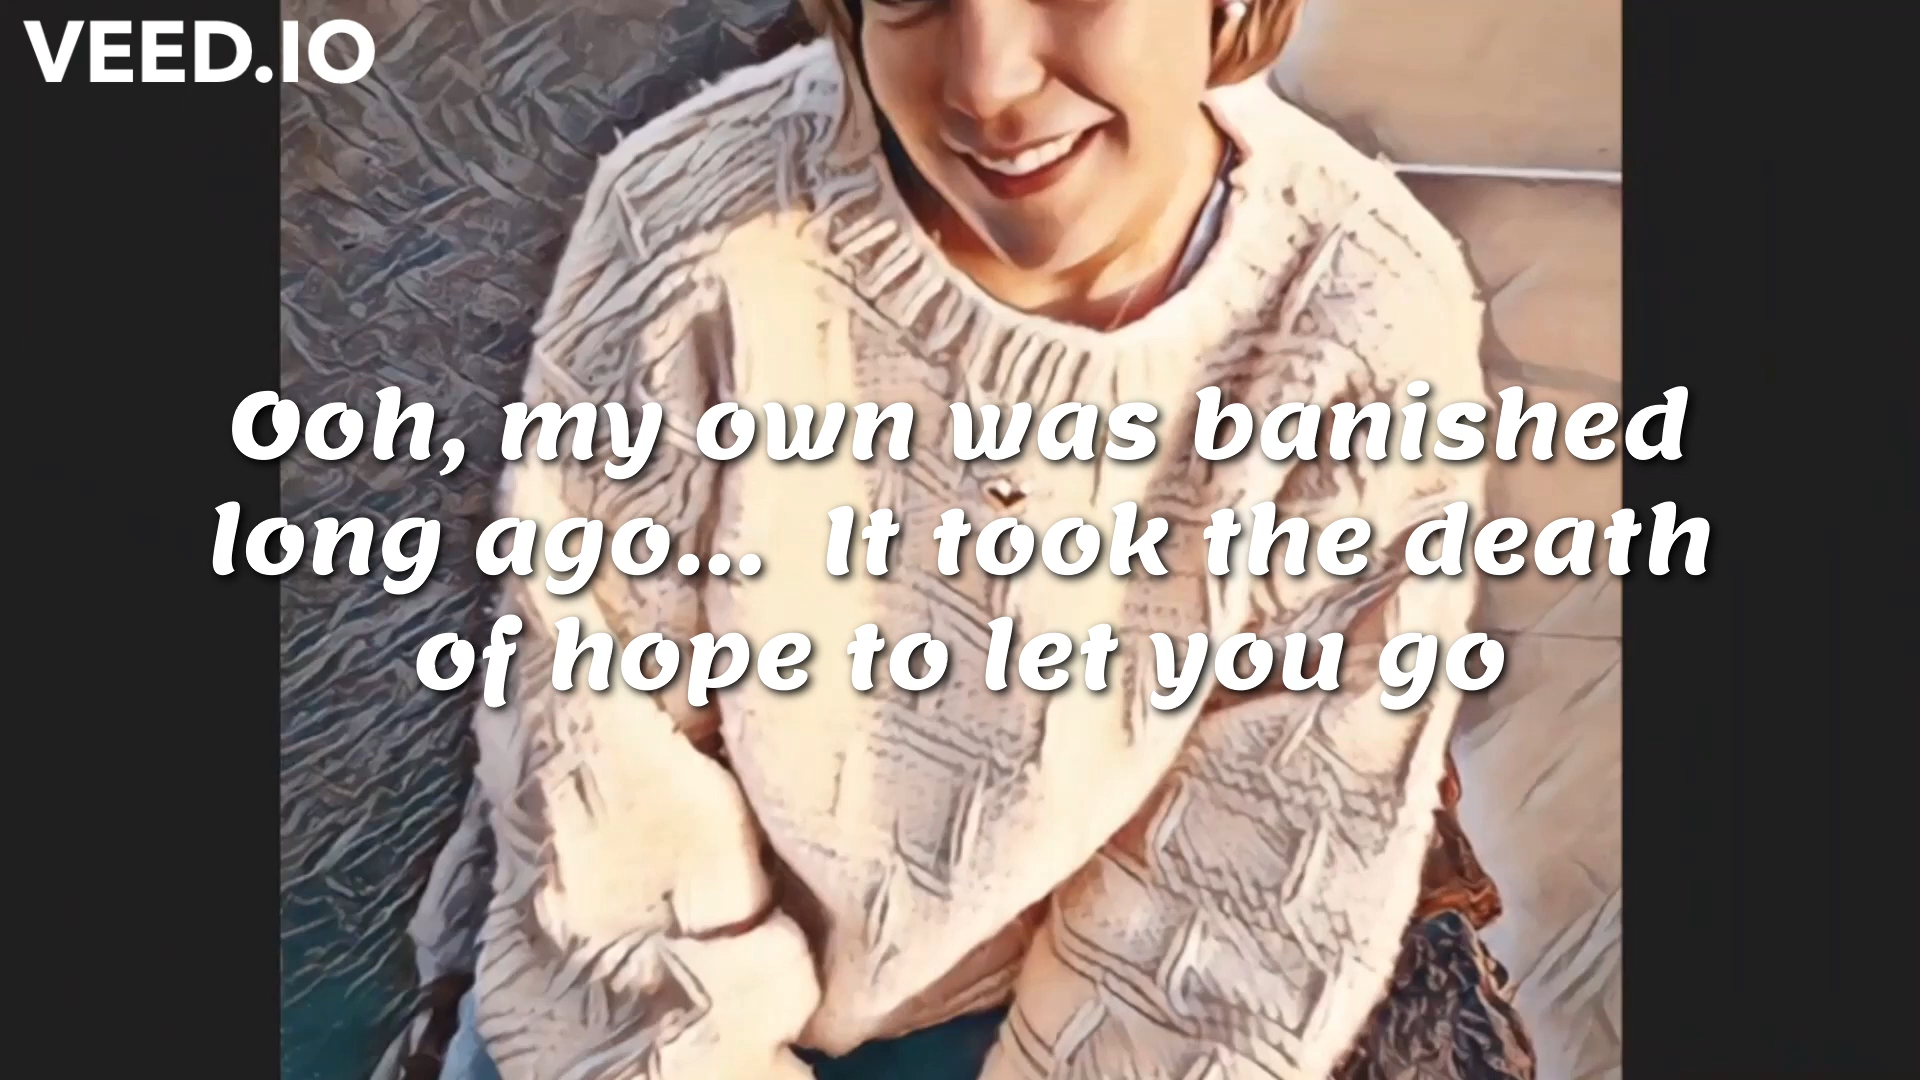 VEED.IO
Ooh, my own was banished
long ago... It took the death
of hope to let you go